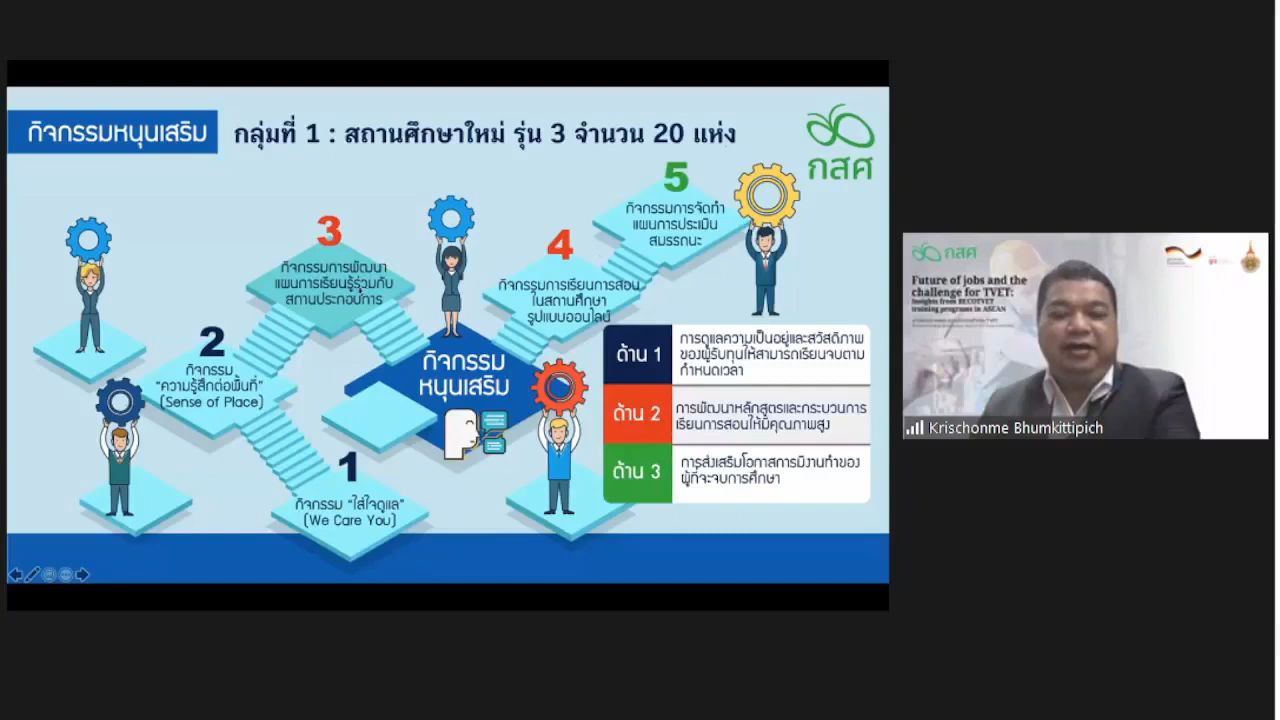 กิจกรรมหนุนเสริม
กลุ่มที่ 1 : สถานศึกษาใหม่ รุ่น 3 จำนวน 20 แห่ง
กสศ
5
กิจกรรมการจัดทำ
แผนการประเมิน
สมรรถนะ
3
กิจกรรมการพัฒนา
แผนการเรียนรู้ร่วมกับ
สถานประกอบการ
4
กิจกรรมการเรียนการสอน
ในสถานศึกษา
รูปแบบออนไลน์
2
กิจกรรม
“ความรู้สึกต่อพื้นที่”
(Sense of Place)
กิจกรรม
หนุนเสริม
1
กิจกรรม “ใส่ใจดูแล”
(We Care You)
ด้าน 1
การดูแลความเป็นอยู่และสวัสดิภาพ
ของผู้รับทุนให้สามารถเรียนจบตาม
กำหนดเวลา
ด้าน 2
การพัฒนาหลักสูตรและกระบวนการ
เรียนการสอนให้มีคุณภาพสูง
ด้าน 3
การส่งเสริมโอกาสการมีงานทำของ
ผู้ที่จะจบการศึกษา
กสศ
Future of jobs and the
challenge for TVET:
Insights from RECOTVET
training programs in ASEAN
Krischonme Bhumkittipich